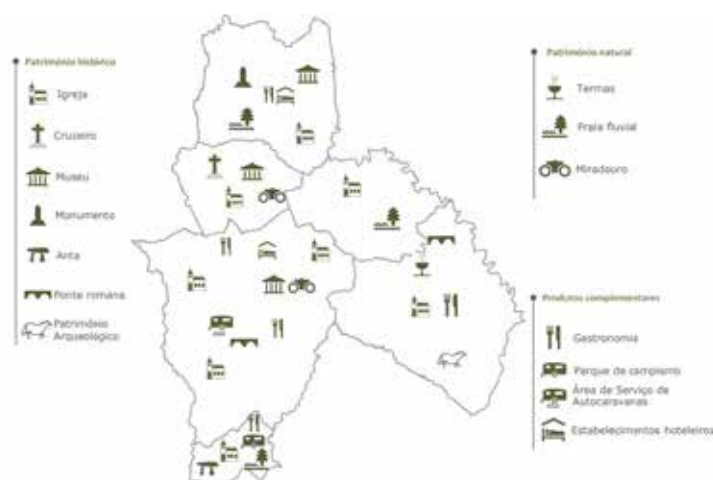 Património histórico
Igreja
Cruzeiro
Museu
Monumento
Anta
Ponte romana
Património
Arqueológico
Património natural
Termas
Praia fluvial
Miradouro
Produtos complementares
Gastronomia
Parque de campismo
Área de Serviço de
Autocaravanas
Estabelecimentos hoteleiros